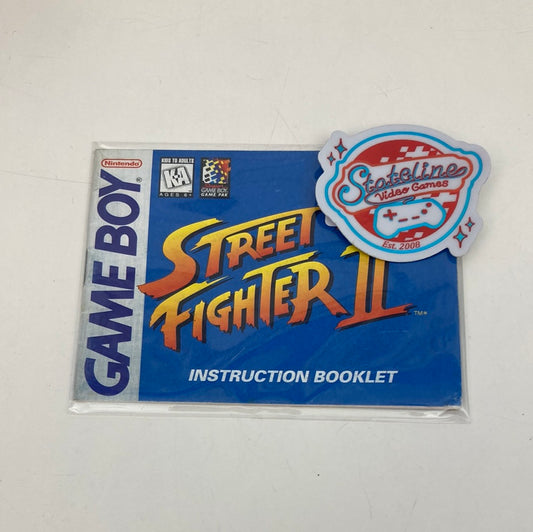 Nintendo
GAME BOY
KIDS TO ADULTS
K-A
AGES 6+
GAME BOY
GAME PAK
STREET
FIGHTER II
TM
INSTRUCTION BOOKLET
Stateline
Video Games
Est. 2008